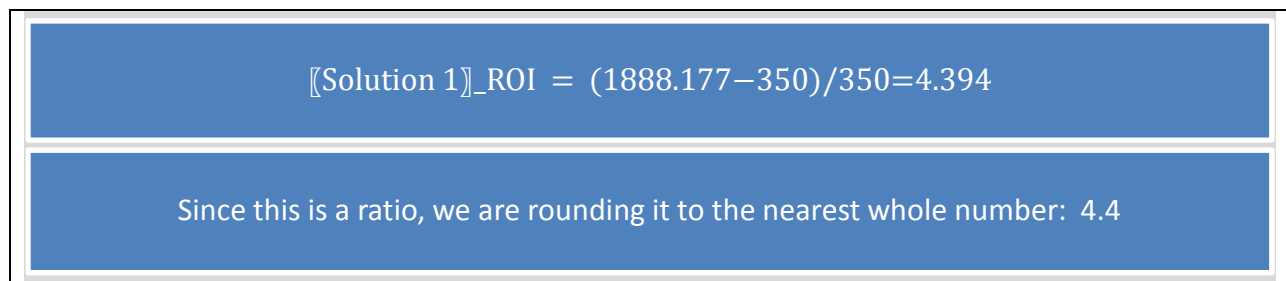 〖Solution 1〗_ROI = (1888.177−350)/350=4.394
Since this is a ratio, we are rounding it to the nearest whole number: 4.4